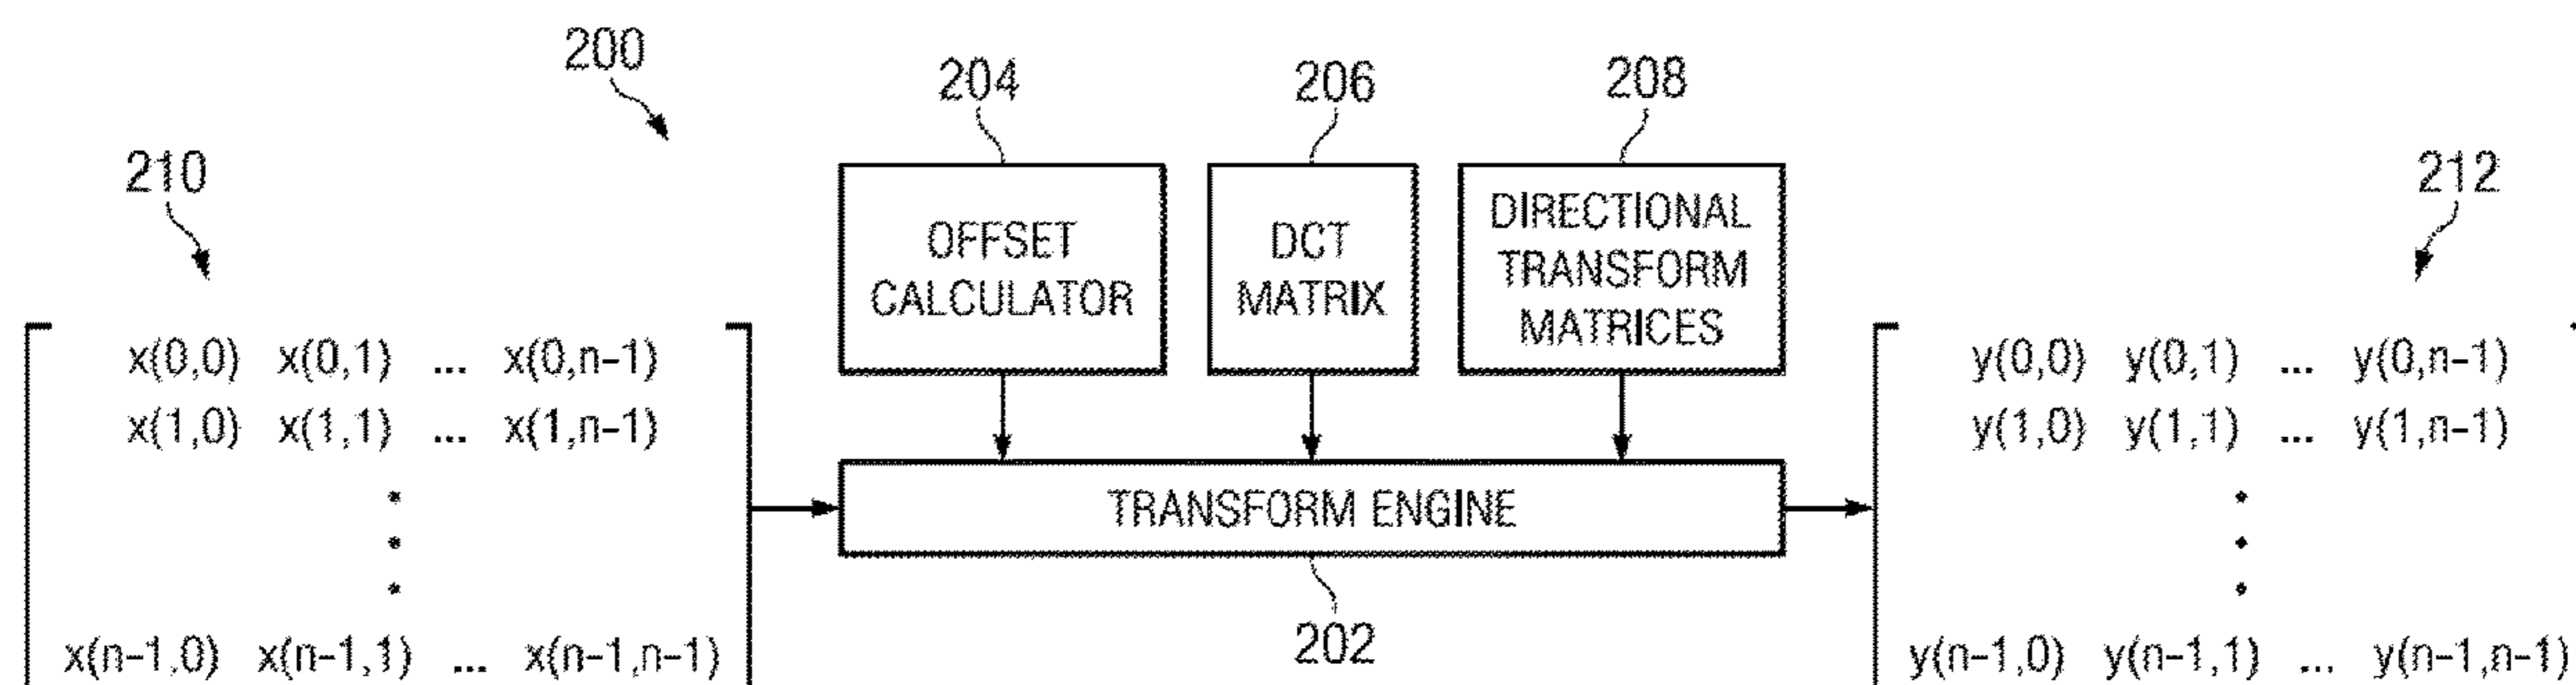 200
204
206
208
210
212
OFFSET
CALCULATOR
DCT
MATRIX
DIRECTIONAL
TRANSFORM
MATRICES
x(0,0) x(0,1) ... x(0,n-1)
x(1,0) x(1,1) ... x(1,n-1)
x(n-1,0) x(n-1,1) ... x(n-1,n-1)
TRANSFORM ENGINE
202
y(0,0) y(0,1) ... y(0,n-1)
y(1,0) y(1,1) ... y(1,n-1)
y(n-1,0) y(n-1,1) ... y(n-1,n-1)